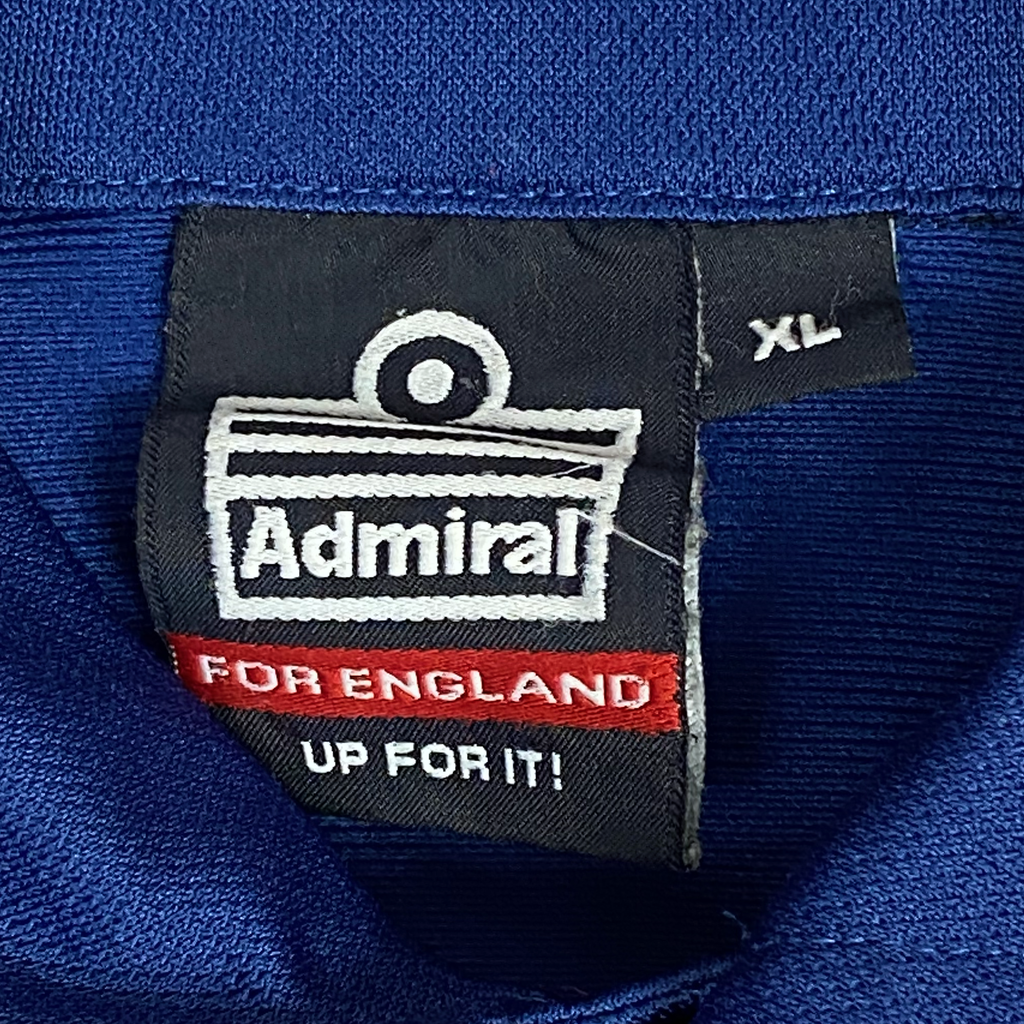 XL
Admiral
FOR ENGLAND
UP FOR IT!